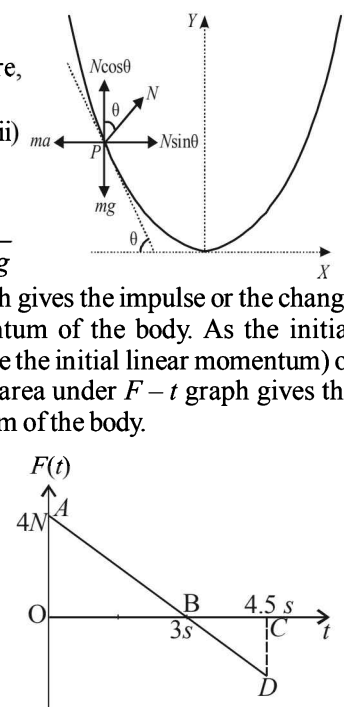 Y
re,
Ncosθ
θ
N
ii)
ma
P
Nsinθ
mg
θ
g
X
h gives the impulse or the chang
ntum of the body. As the initia
e the initial linear momentum) o
area under F – t graph gives th
m of the body.
F(t)
4N
A
O
B
4.5 s
3s
C
t
D